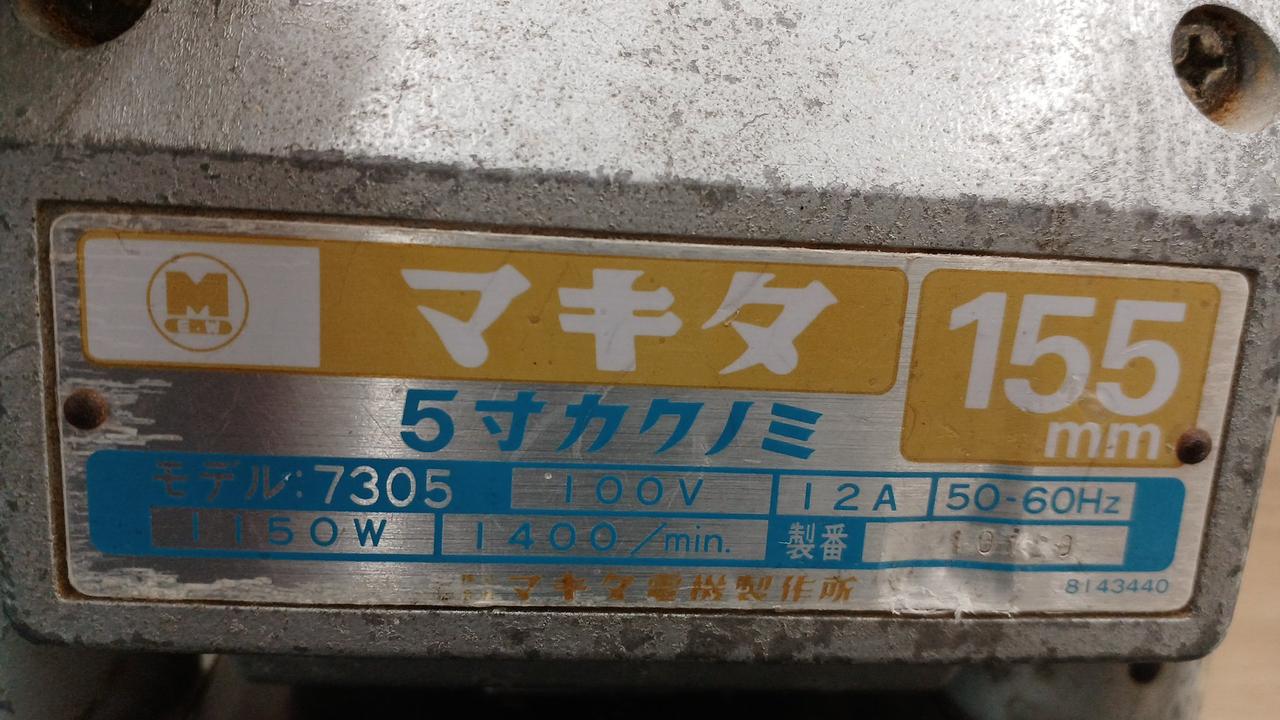 M
E.W
マキタ
155
mm
5寸カクノミ
モデル:7305 100V 12A 50-60Hz
1150W 1400/min. 製番
マキタ電機製作所
8143440